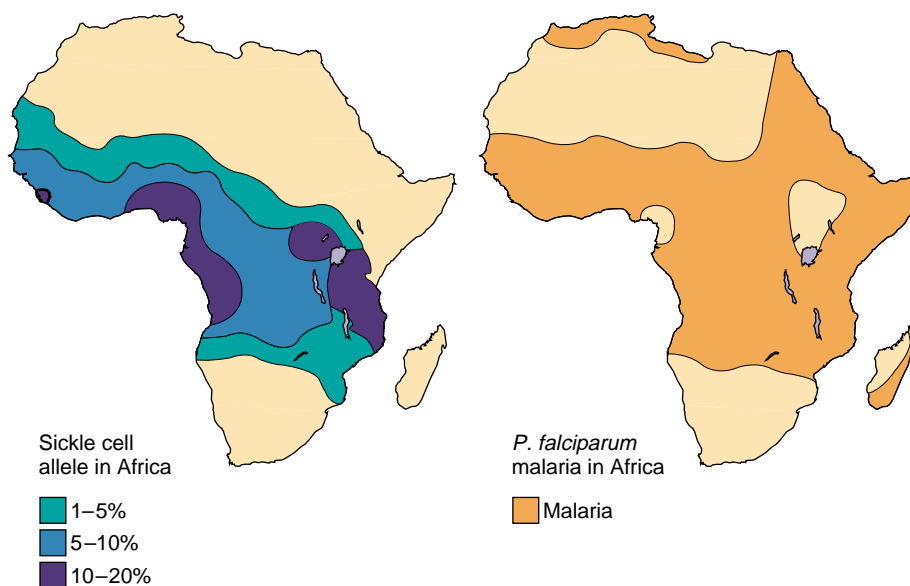 Sickle cell
allele in Africa
1–5%
5–10%
10–20%
P. falciparum
malaria in Africa
Malaria